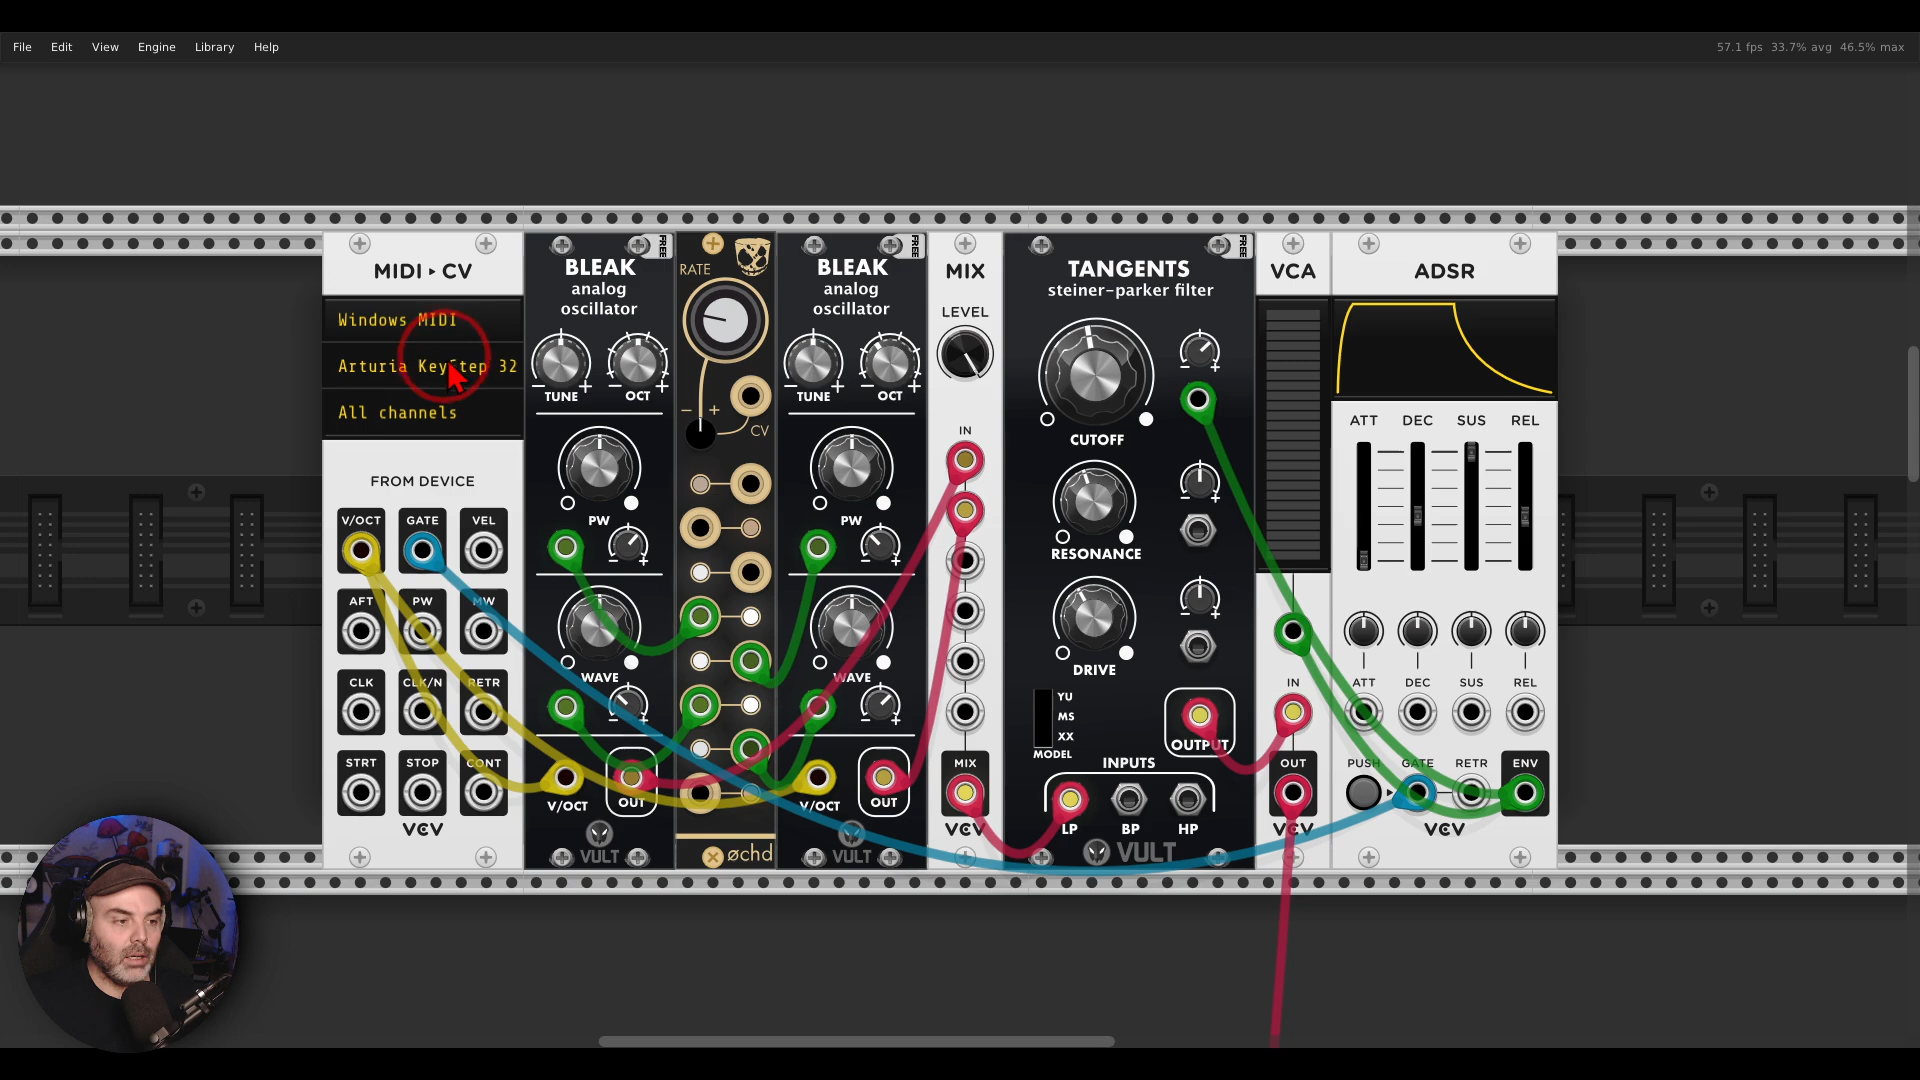 File Edit View Engine Library Help
57.1 fps 33.7% avg 46.5% max
MIDI ▸ CV
Windows MIDI
Arturia KeyStep 32
All channels
FROM DEVICE
V/OCT GATE VEL
AFT PW MW
CLK CLK/N RETR
STRT STOP CONT
VCV
FREE
BLEAK
analog
oscillator
TUNE OCT
PW
WAVE
V/OCT OUT
VULT
RATE
CV
øchd
FREE
BLEAK
analog
oscillator
TUNE OCT
PW
WAVE
V/OCT OUT
VULT
MIX
LEVEL
IN
MIX
VCV
FREE
TANGENTS
steiner-parker filter
CUTOFF
RESONANCE
DRIVE
YU
MS
XX
MODEL
OUTPUT
INPUTS
LP BP HP
VULT
VCA
IN
OUT
VCV
ADSR
ATT DEC SUS REL
ATT DEC SUS REL
PUSH GATE RETR ENV
VCV